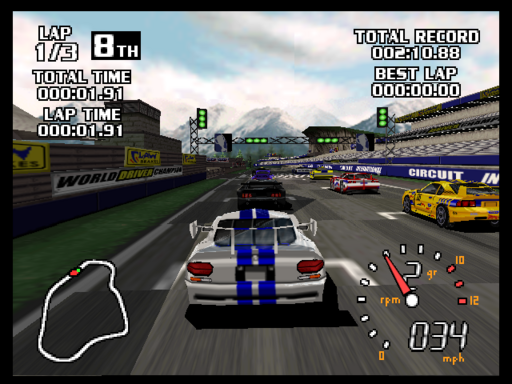 LAP
1/3 8TH
TOTAL TIME
000:01.91
LAP TIME
000:01.91
TOTAL RECORD
002:10.88
BEST LAP
000:00.00
WORLD DRIVER CHAMPION
CIRCUIT IN
2 gr
rpm
10
12
0
034
mph